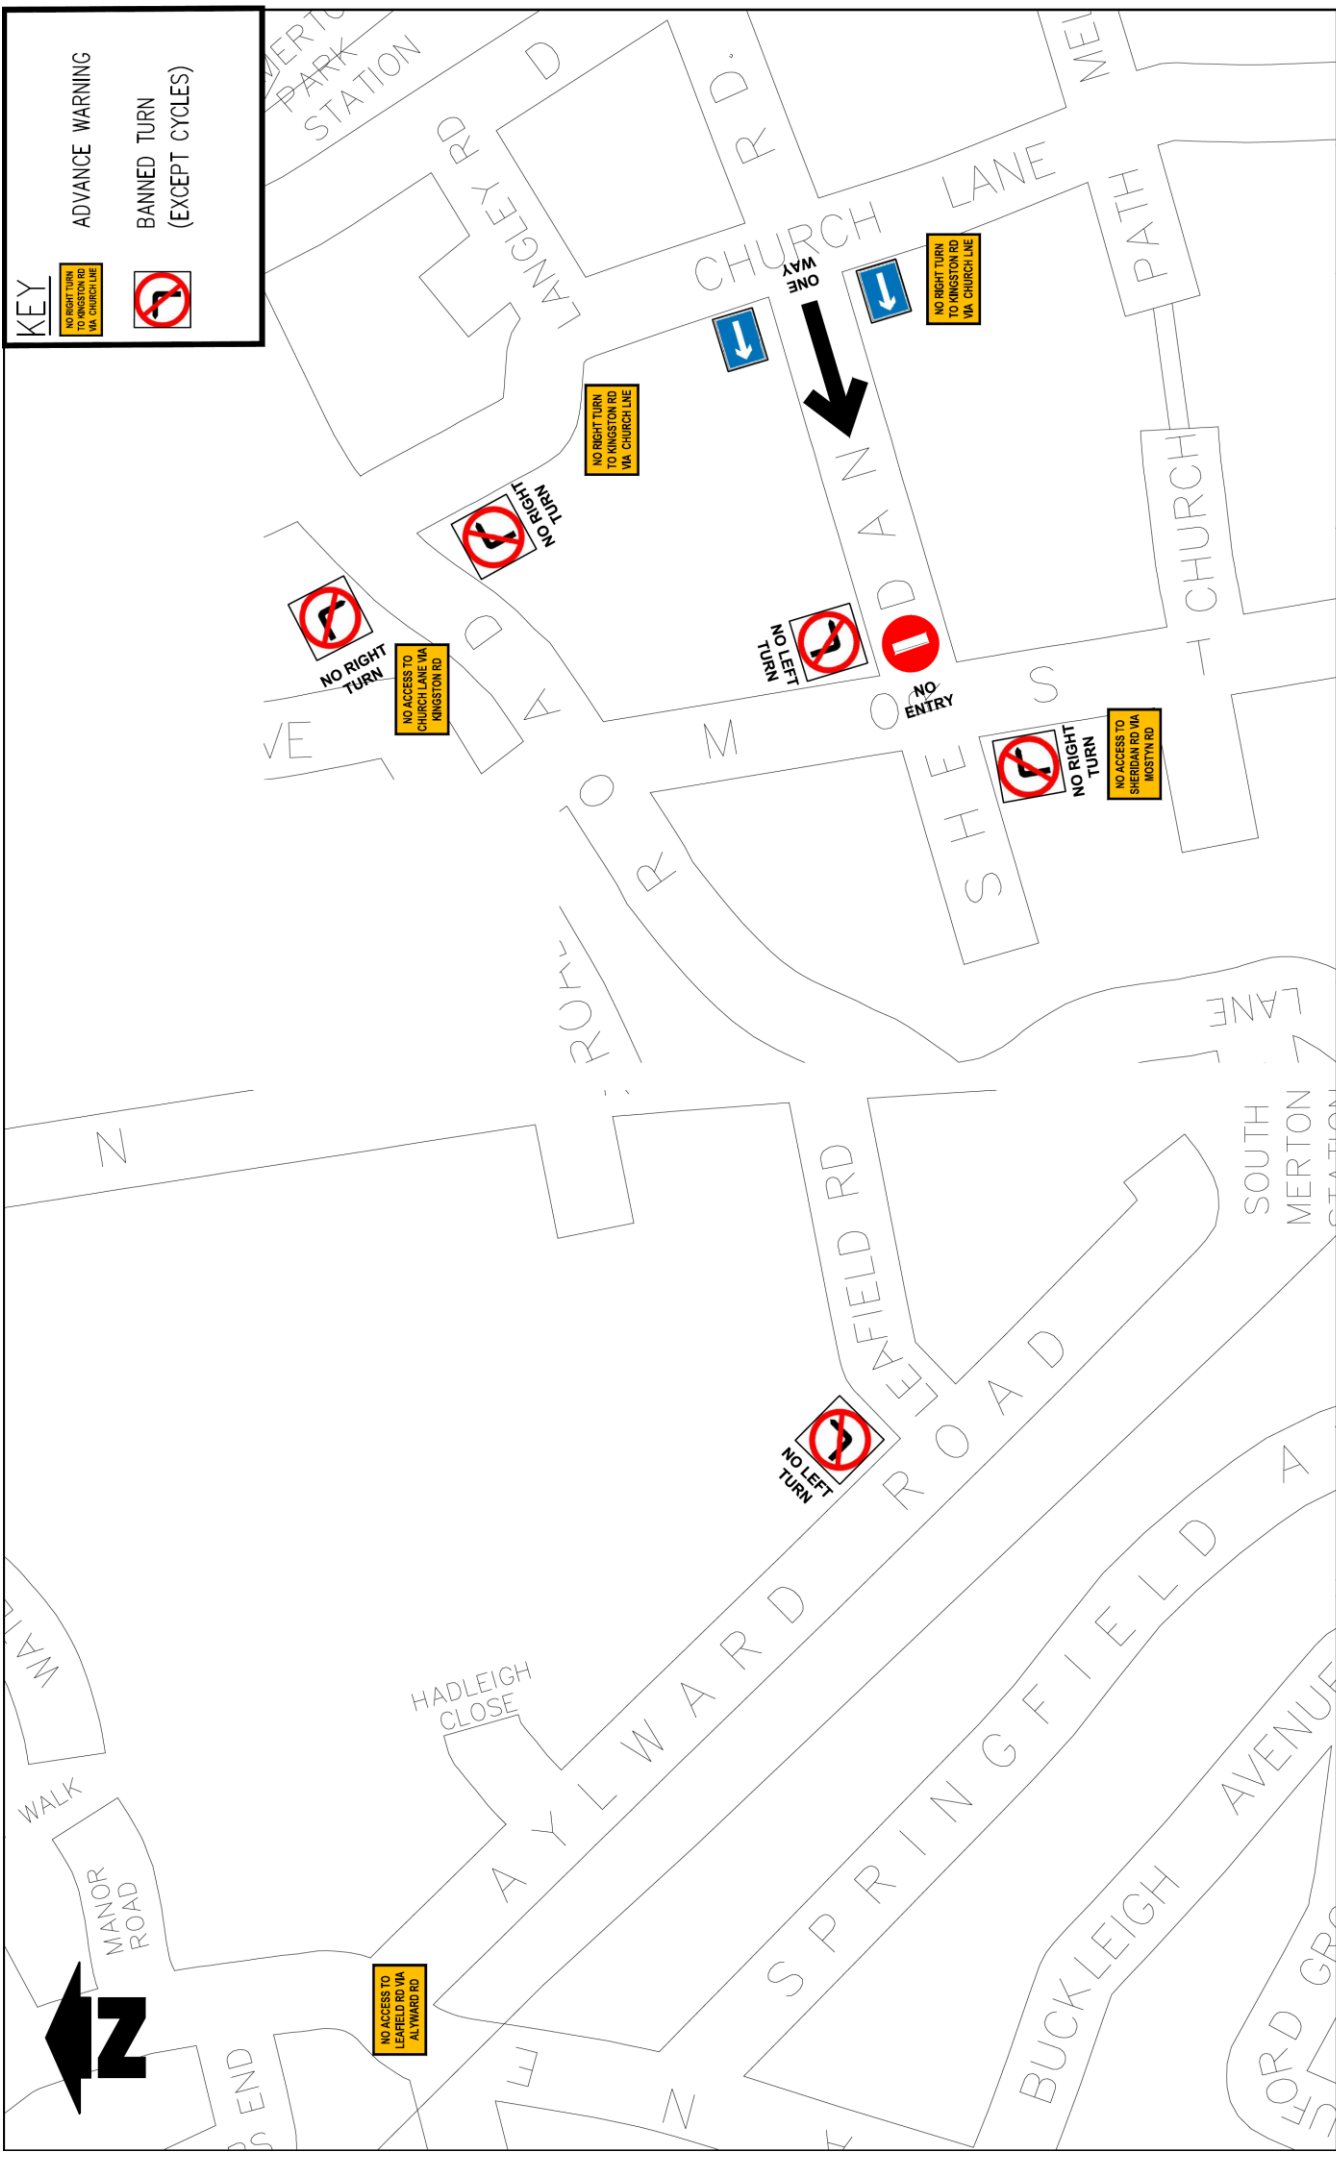 KEY
NO RIGHT TURN
TO KINGSTON RD
VIA CHURCH LNE
ADVANCE WARNING
BANNED TURN
(EXCEPT CYCLES)
PARK
STATION
D
LANGLEY RD
RD.
CHURCH
LANE
PATH
CHURCH
ONE
WAY
NO RIGHT TURN
TO KINGSTON RD
VIA CHURCH LNE
NO RIGHT TURN
TO KINGSTON RD
VIA CHURCH LNE
NO RIGHT
TURN
NO RIGHT
TURN
NO ACCESS TO
CHURCH LANE VIA
KINGSTON RD
NO LEFT
TURN
NO
ENTRY
NO RIGHT
TURN
NO ACCESS TO
SHERIDAN RD VIA
MOSTYN RD
SHE
DAN
R O A D
M O S T
VE
LANE
SOUTH
MERTON
N
LEAFIELD RD
NO LEFT
TURN
AYLWARD ROAD
HADLEIGH
CLOSE
SPRINGFIELD A
BUCKLEIGH AVENUE
WALK
MANOR
ROAD
NO ACCESS TO
LEAFIELD RD VIA
ALYWARD RD
END
E
N
N